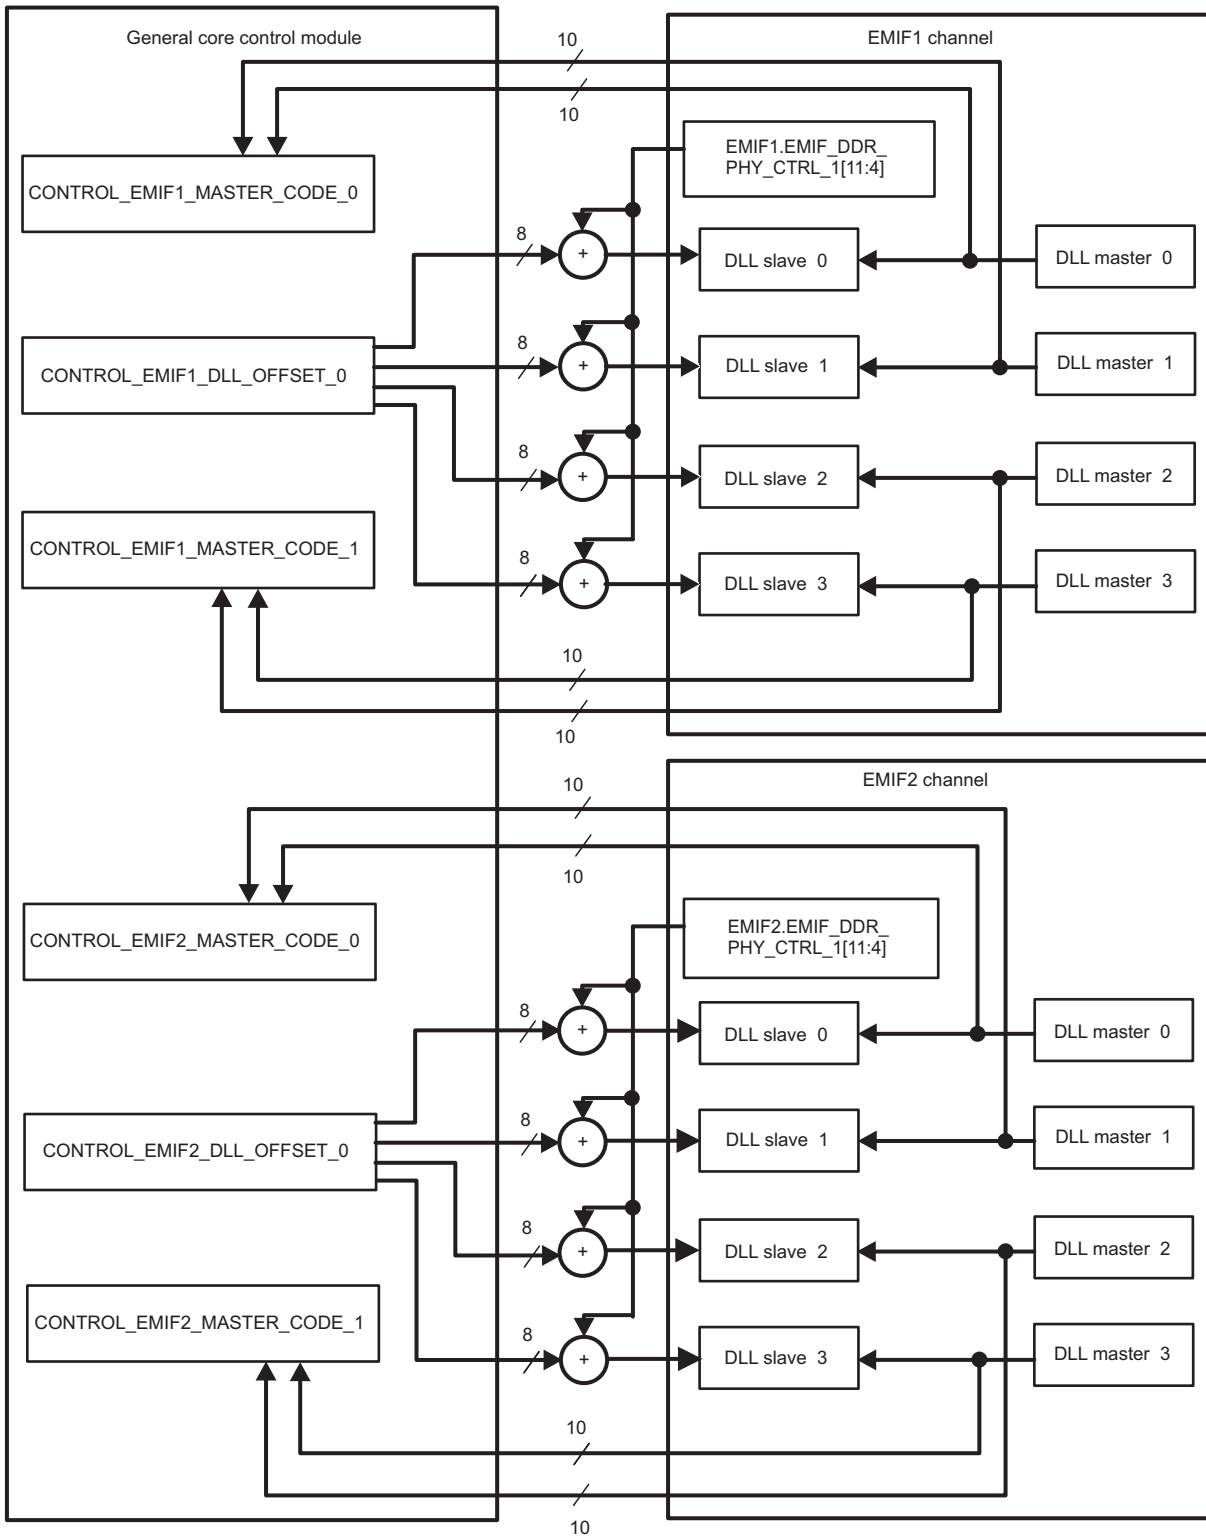 General core control module
10
EMIF1 channel
10
CONTROL_EMIF1_MASTER_CODE_0
EMIF1.EMIF_DDR_
PHY_CTRL_1[11:4]
8
+
DLL slave 0
DLL master 0
CONTROL_EMIF1_DLL_OFFSET_0
8
+
DLL slave 1
DLL master 1
8
+
DLL slave 2
DLL master 2
CONTROL_EMIF1_MASTER_CODE_1
8
+
DLL slave 3
DLL master 3
10
10
EMIF2 channel
10
10
CONTROL_EMIF2_MASTER_CODE_0
EMIF2.EMIF_DDR_
PHY_CTRL_1[11:4]
8
+
DLL slave 0
DLL master 0
CONTROL_EMIF2_DLL_OFFSET_0
8
+
DLL slave 1
DLL master 1
8
+
DLL slave 2
DLL master 2
CONTROL_EMIF2_MASTER_CODE_1
8
+
DLL slave 3
DLL master 3
10
10